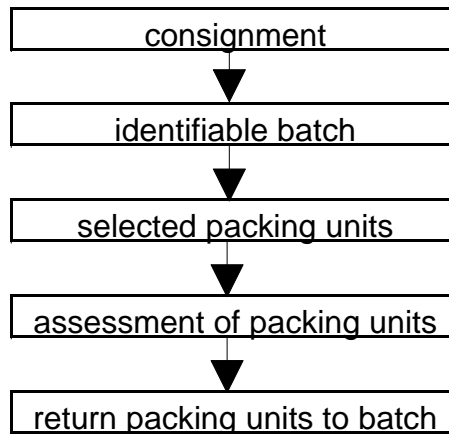 consignment
identifiable batch
selected packing units
assessment of packing units
return packing units to batch